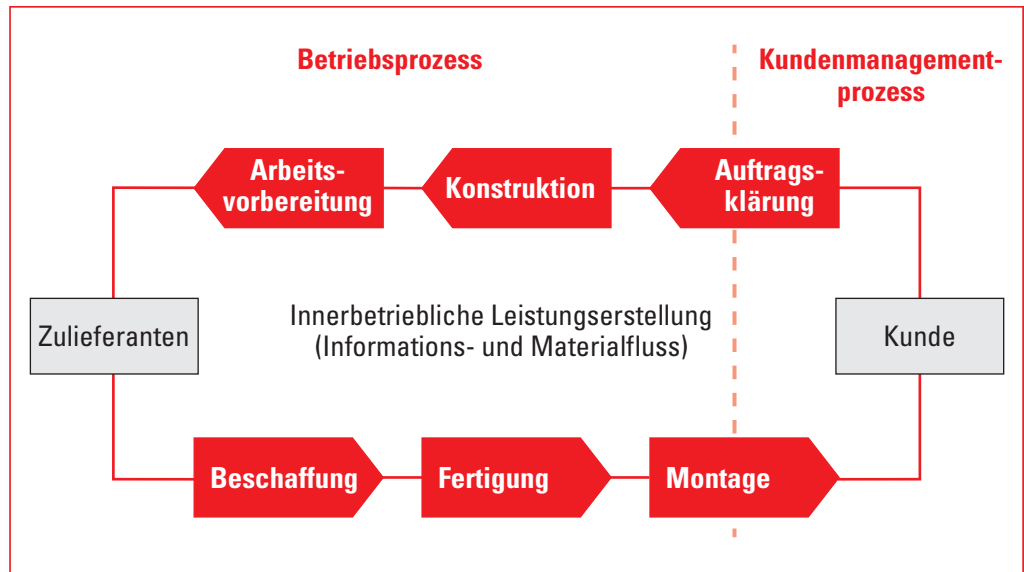 Betriebsprozess
Kundenmanagement-
prozess
Arbeits-
vorbereitung
Konstruktion
Auftrags-
klärung
Zulieferanten
Innerbetriebliche Leistungserstellung
(Informations- und Materialfluss)
Kunde
Beschaffung
Fertigung
Montage